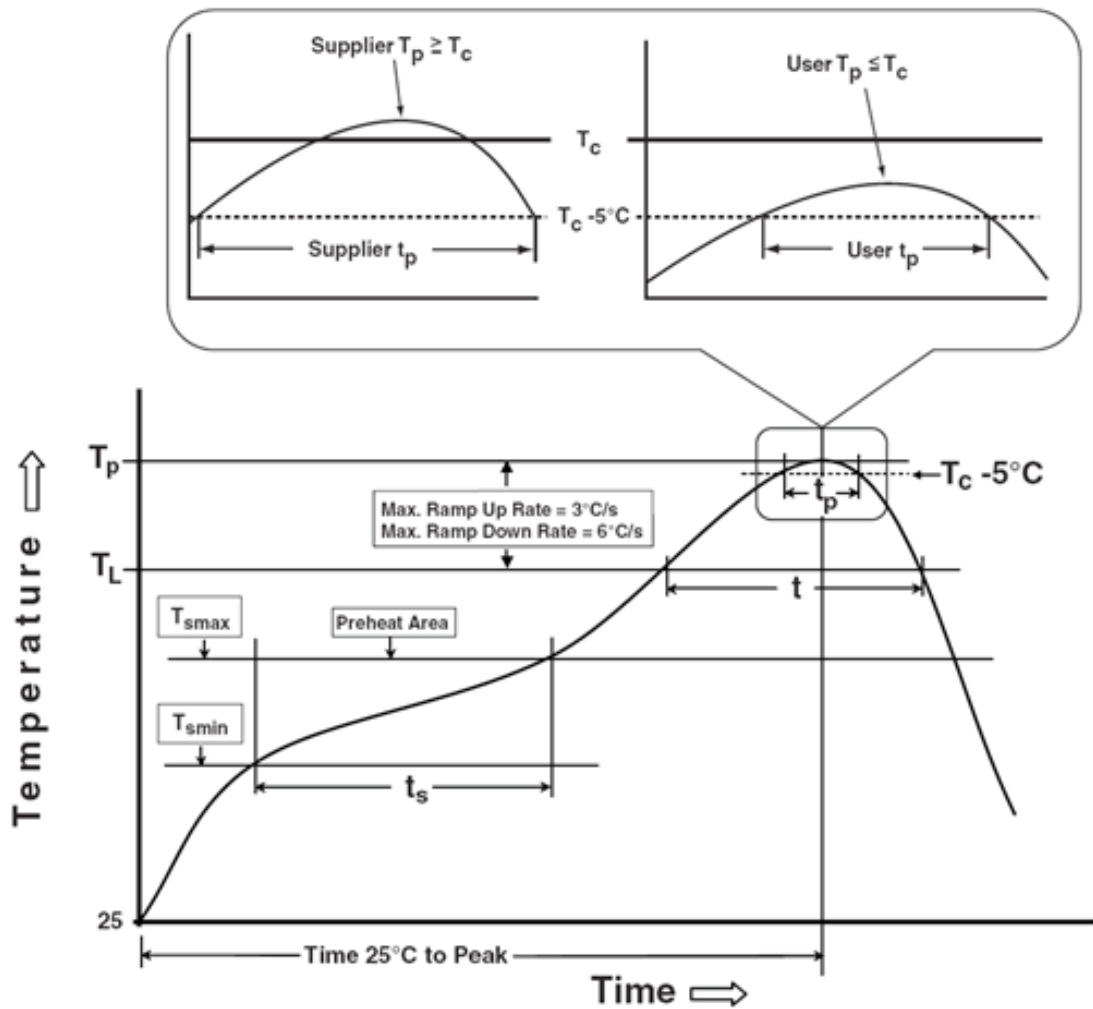 Supplier Tp ≥ Tc
User Tp ≤ Tc
Tc
Tc -5°C
Supplier tp
User tp
Tp
Tc -5°C
tp
Max. Ramp Up Rate = 3°C/s
Max. Ramp Down Rate = 6°C/s
TL
t
Tsmax
Preheat Area
Tsmin
ts
Temperature
25
Time 25°C to Peak
Time